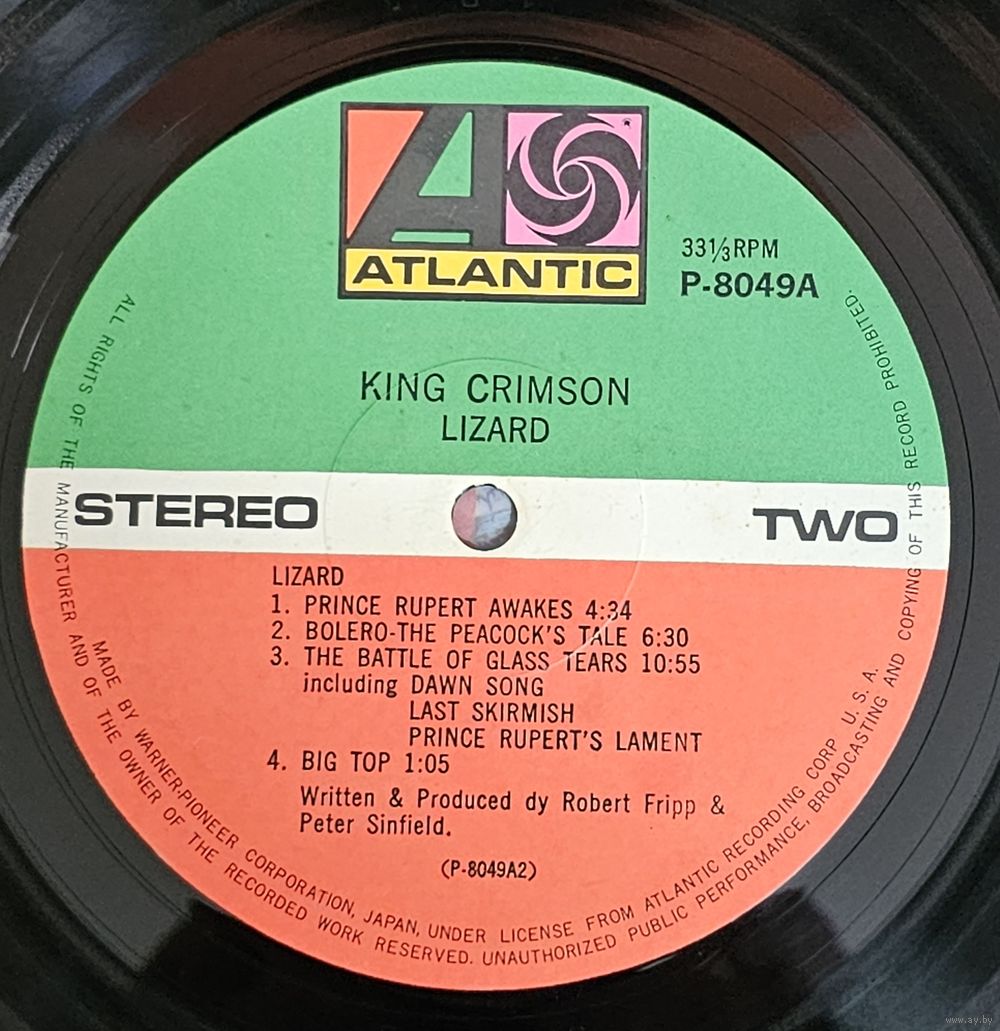 ATLANTIC
33⅓RPM
P-8049A
KING CRIMSON
LIZARD
STEREO
TWO
LIZARD
1. PRINCE RUPERT AWAKES 4:34
2. BOLERO-THE PEACOCK'S TALE 6:30
3. THE BATTLE OF GLASS TEARS 10:55
including DAWN SONG
LAST SKIRMISH
PRINCE RUPERT'S LAMENT
4. BIG TOP 1:05
Written & Produced dy Robert Fripp &
Peter Sinfield.
(P-8049A2)
MADE BY WARNER-PIONEER CORPORATION, JAPAN, UNDER LICENSE FROM ATLANTIC RECORDING CORP. U. S. A.
ALL RIGHTS OF THE MANUFACTURER AND OF THE OWNER OF THE RECORDED WORK RESERVED. UNAUTHORIZED PUBLIC PERFORMANCE, BROADCASTING AND COPYING OF THIS RECORD PROHIBITED.
www.ay.by